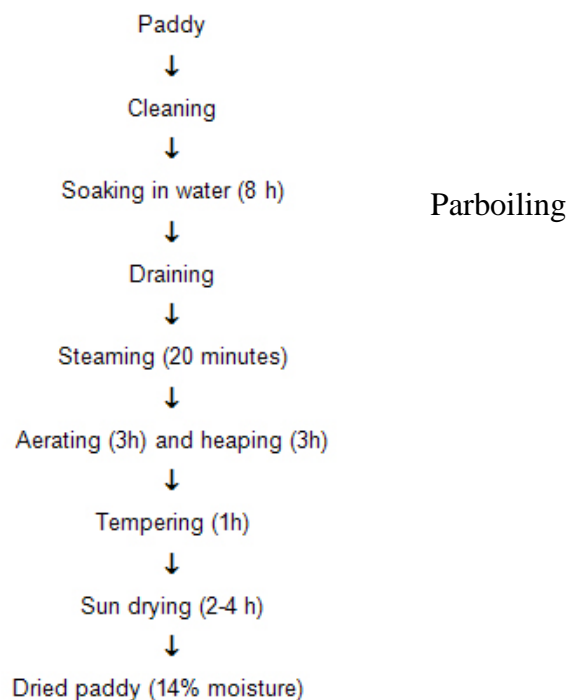 Paddy
↓
Cleaning
↓
Soaking in water (8 h)
Parboiling
↓
Draining
↓
Steaming (20 minutes)
↓
Aerating (3h) and heaping (3h)
↓
Tempering (1h)
↓
Sun drying (2-4 h)
↓
Dried paddy (14% moisture)